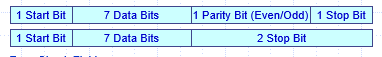 1 Start Bit 7 Data Bits 1 Parity Bit (Even/Odd) 1 Stop Bit
1 Start Bit 7 Data Bits 2 Stop Bit